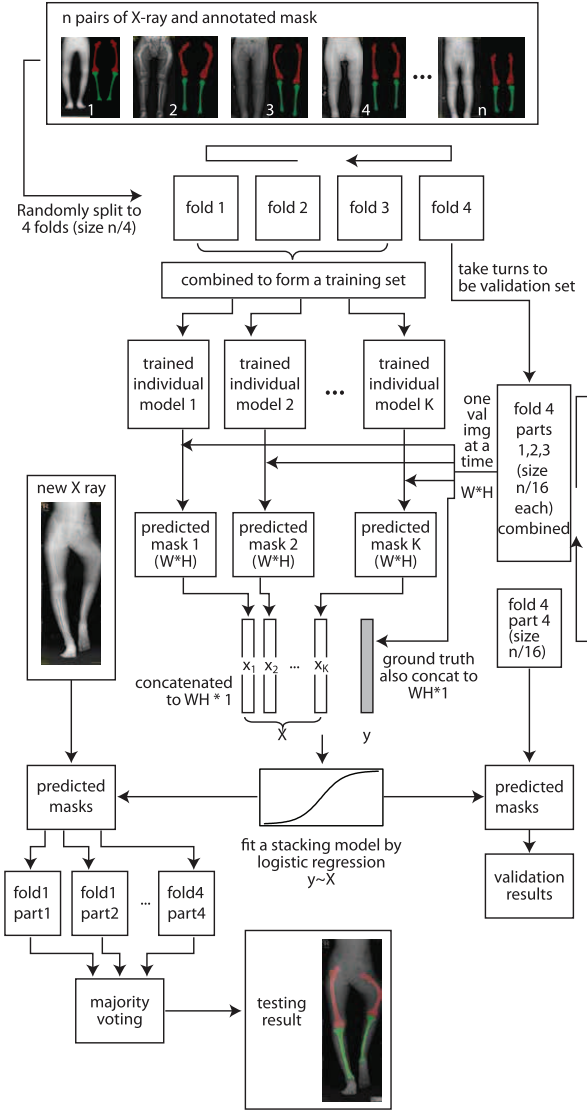 n pairs of X-ray and annotated mask
1
2
3
4
...
n
Randomly split to
4 folds (size n/4)
fold 1
fold 2
fold 3
fold 4
combined to form a training set
take turns to
be validation set
trained
individual
model 1
trained
individual
model 2
...
trained
individual
model K
one
val
img
at a
time
W*H
fold 4
parts
1,2,3
(size
n/16
each)
combined
new X ray
predicted
mask 1
(W*H)
predicted
mask 2
(W*H)
predicted
mask K
(W*H)
fold 4
part 4
(size
n/16)
x1
x2
...
xK
concatenated
to WH * 1
ground truth
also concat to
WH*1
X
y
predicted
masks
predicted
masks
fit a stacking model by
logistic regression
y~X
validation
results
fold1
part1
fold1
part2
...
fold4
part4
majority
voting
testing
result